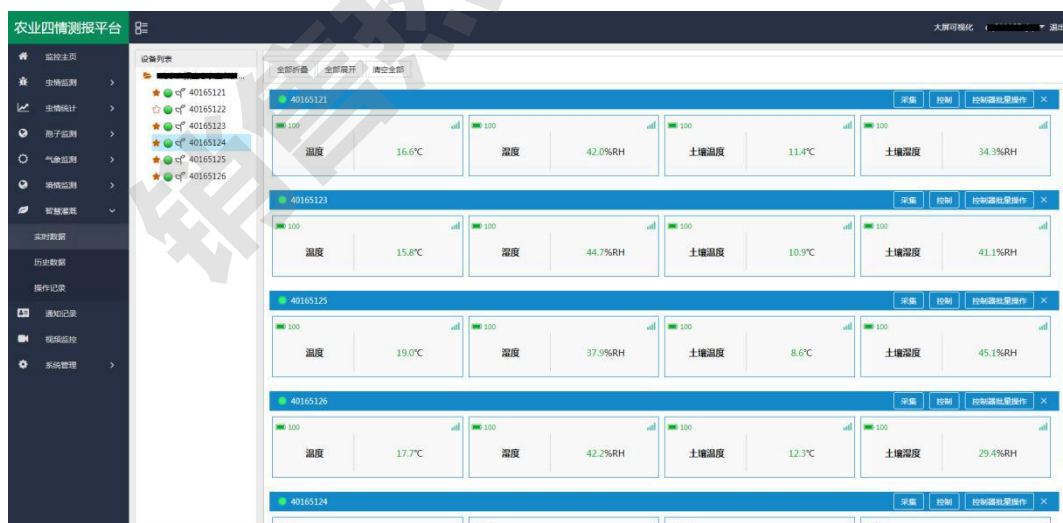 农业四情测报平台
大屏可视化 退出
监控主页
虫情监测
虫情统计
孢子监测
气象监测
墒情监测
智慧灌溉
实时数据
历史数据
操作记录
通知记录
视频监控
系统管理
设备列表
40165121
40165122
40165123
40165124
40165125
40165126
全部折叠 全部展开 清空全部
40165121 采集 控制 控制器批量操作 ×
100 100 100 100
温度 16.6℃ 湿度 42.0%RH 土壤温度 11.4℃ 土壤湿度 34.3%RH
40165123 采集 控制 控制器批量操作 ×
100 100 100 100
温度 15.8℃ 湿度 44.7%RH 土壤温度 10.9℃ 土壤湿度 41.1%RH
40165125 采集 控制 控制器批量操作 ×
100 100 100 100
温度 19.0℃ 湿度 37.9%RH 土壤温度 8.6℃ 土壤湿度 45.1%RH
40165126 采集 控制 控制器批量操作 ×
100 100 100 100
温度 17.7℃ 湿度 42.2%RH 土壤温度 12.3℃ 土壤湿度 29.4%RH
40165124 采集 控制 控制器批量操作 ×
销售